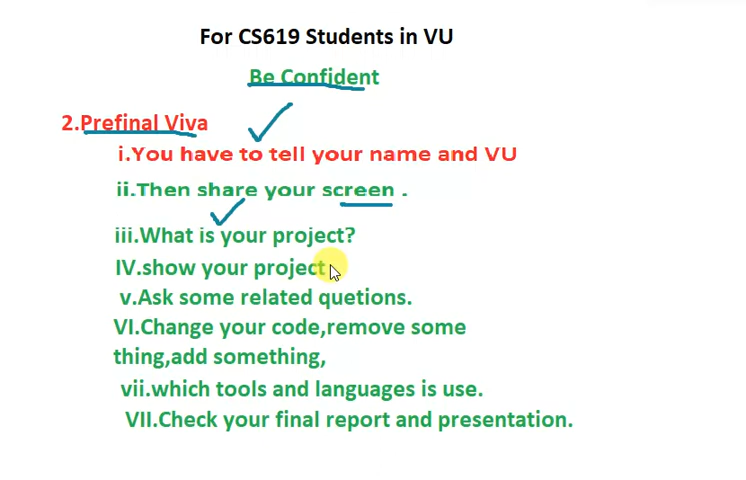 For CS619 Students in VU
Be Confident
2.Prefinal Viva
i.You have to tell your name and VU
ii.Then share your screen .
iii.What is your project?
IV.show your project
v.Ask some related quetions.
VI.Change your code,remove some
thing,add something,
vii.which tools and languages is use.
VII.Check your final report and presentation.